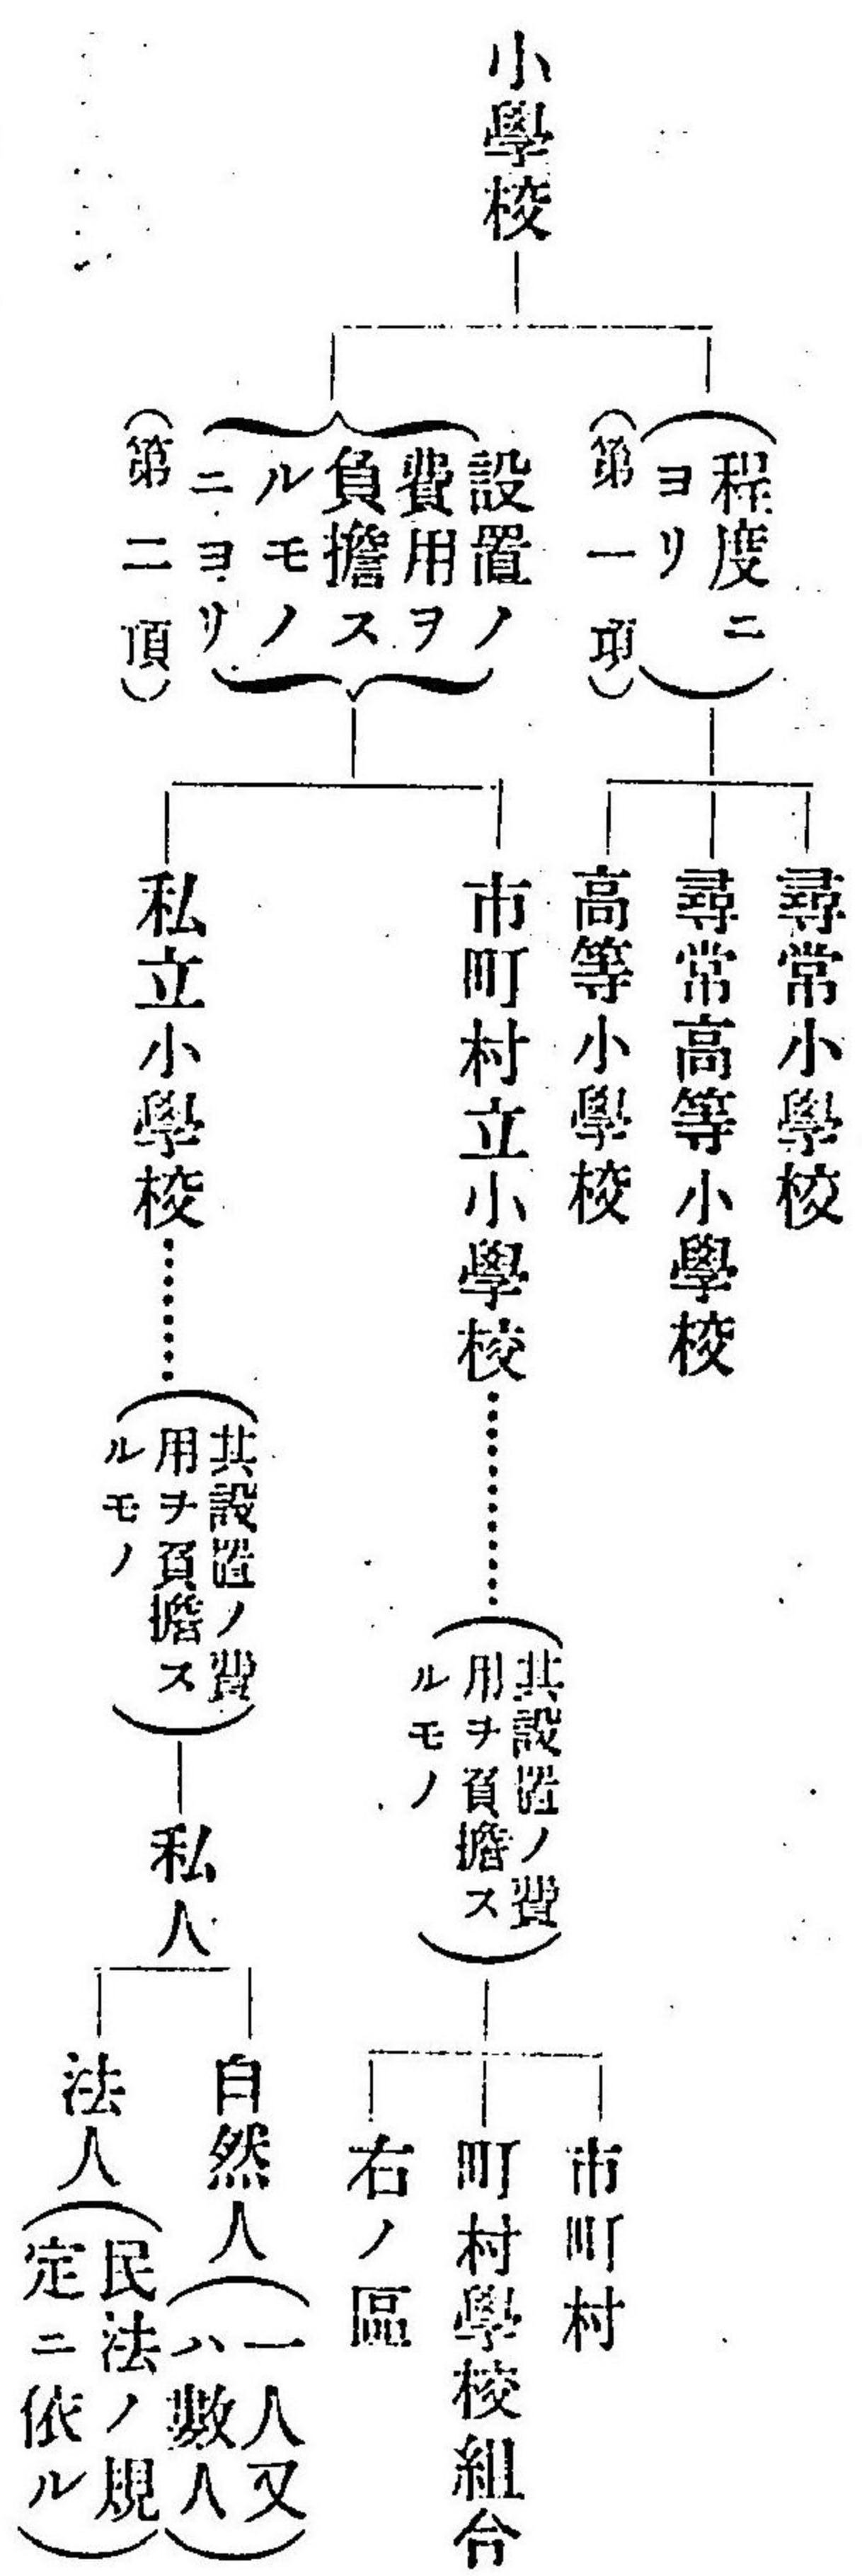 小學校
程度ニ
ヨリ
(第一項)
尋常小學校
尋常高等小學校
高等小學校
設置ノ
費用ヲ
負擔ス
ルモノ
ニヨリ
(第二項)
市町村立小學校
其設置ノ費
用ヲ負擔ス
ルモノ
市町村
町村學校組合
右ノ區
私立小學校
其設置ノ費
用ヲ負擔ス
ルモノ
私人
自然人
(一人又
ハ數人)
法人
(民法ノ規
定ニ依ル)